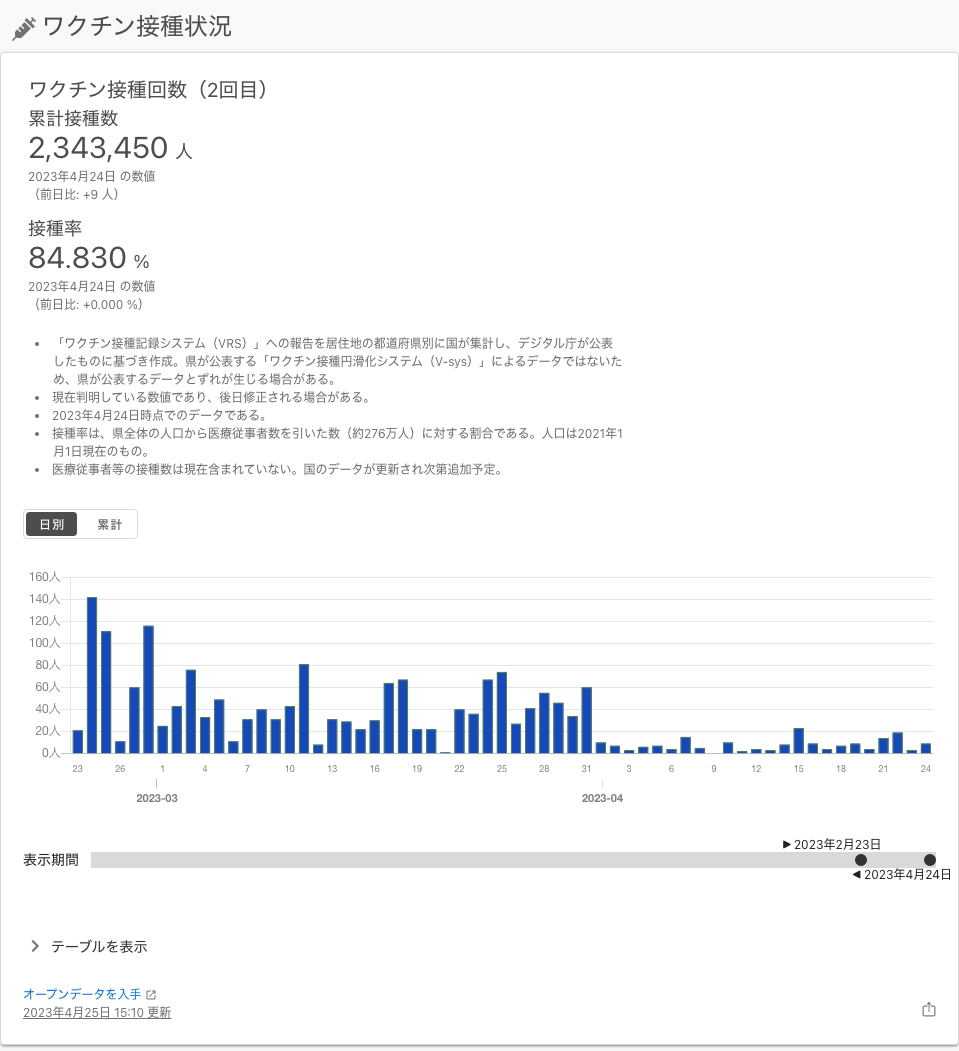 ワクチン接種状況
ワクチン接種回数（2回目）
累計接種数
2,343,450 人
2023年4月24日 の数値
（前日比: +9 人）
接種率
84.830 %
2023年4月24日 の数値
（前日比: +0.000 %）
• 「ワクチン接種記録システム（VRS）」への報告を居住地の都道府県別に国が集計し、デジタル庁が公表
したものに基づき作成。県が公表する「ワクチン接種円滑化システム（V-sys）」によるデータではないた
め、県が公表するデータとずれが生じる場合がある。
• 現在判明している数値であり、後日修正される場合がある。
• 2023年4月24日時点でのデータである。
• 接種率は、県全体の人口から医療従事者数を引いた数（約276万人）に対する割合である。人口は2021年1
月1日現在のもの。
• 医療従事者等の接種数は現在含まれていない。国のデータが更新され次第追加予定。
日別 累計
160人
140人
120人
100人
80人
60人
40人
20人
0人
23 26 1 4 7 10 13 16 19 22 25 28 31 3 6 9 12 15 18 21 24
2023-03 2023-04
▶ 2023年2月23日
表示期間
◀ 2023年4月24日
テーブルを表示
オープンデータを入手
2023年4月25日 15:10 更新